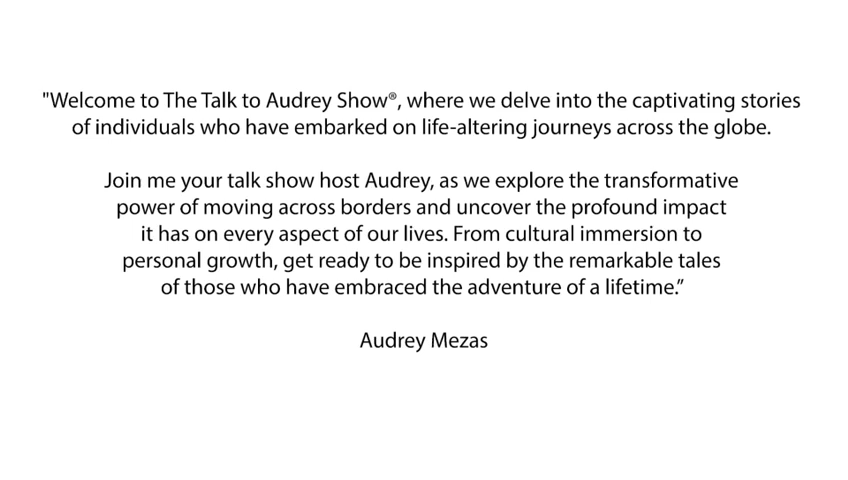 "Welcome to The Talk to Audrey Show®, where we delve into the captivating stories
of individuals who have embarked on life-altering journeys across the globe.
Join me your talk show host Audrey, as we explore the transformative
power of moving across borders and uncover the profound impact
it has on every aspect of our lives. From cultural immersion to
personal growth, get ready to be inspired by the remarkable tales
of those who have embraced the adventure of a lifetime.”
Audrey Mezas